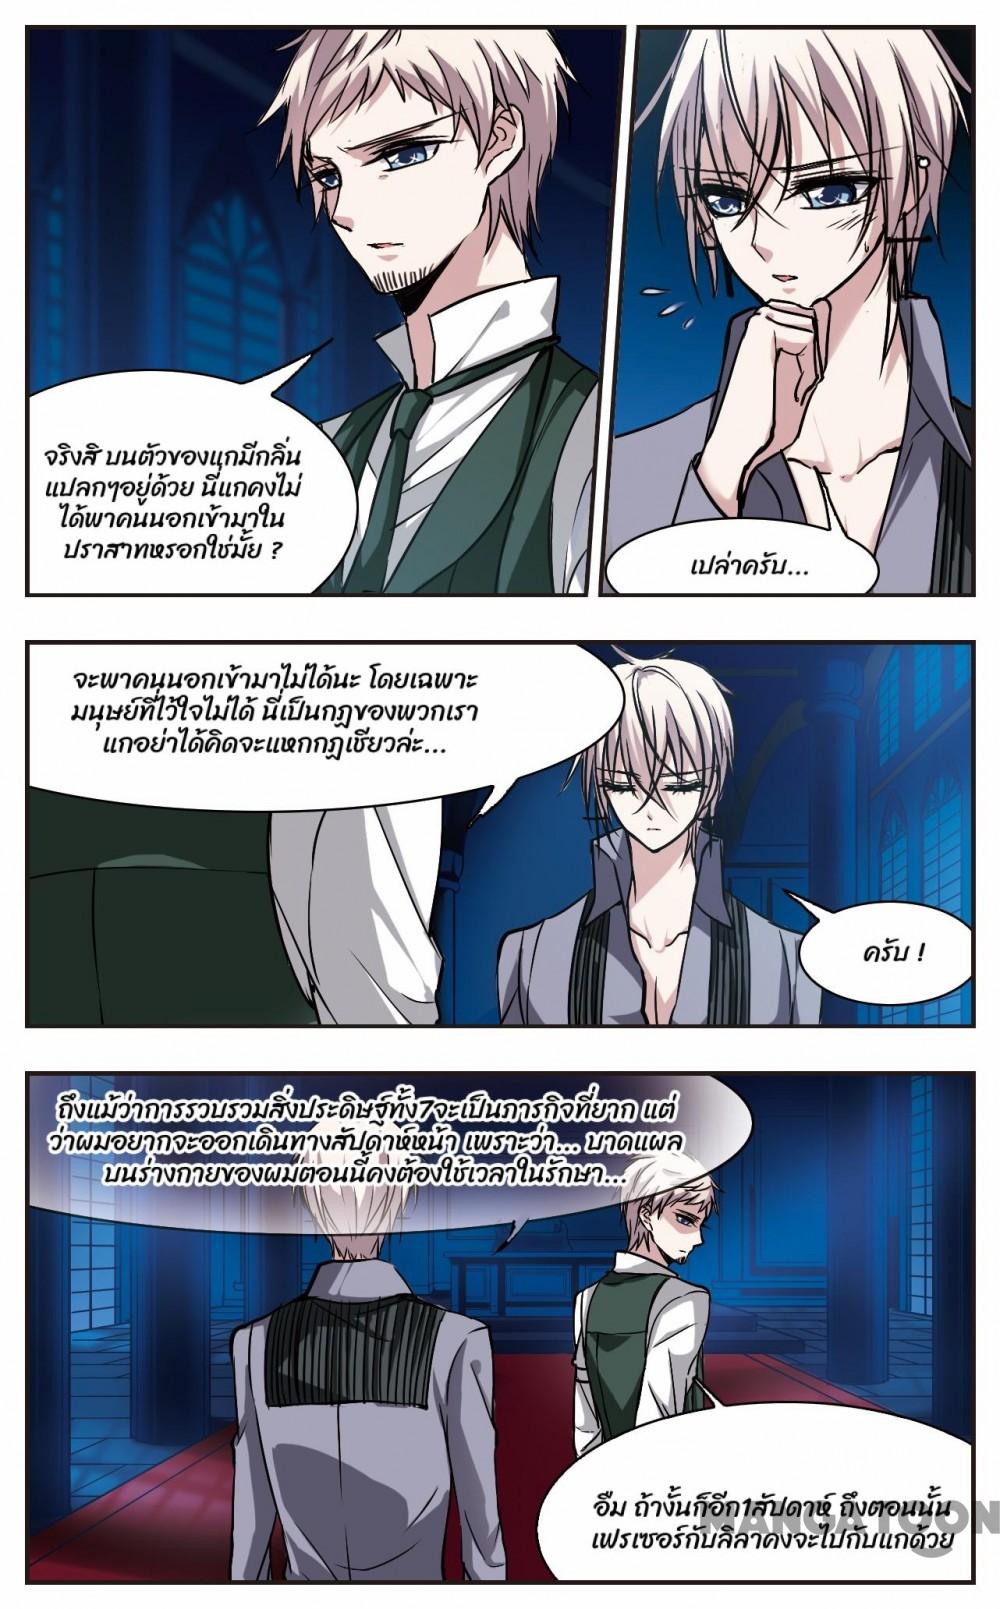 จริงสิ บนตัวของแกมีกลิ่น
แปลกๆอยู่ด้วย นี่แกคงไม่
ได้พาคนนอกเข้ามาใน
ปราสาทหรอกใช่มั้ย ?
เปล่าครับ...
จะพาคนนอกเข้ามาไม่ได้นะ โดยเฉพาะ
มนุษย์ที่ไว้ใจไม่ได้ นี่เป็นกฎของพวกเรา
แกอย่าได้คิดจะแหกกฎเชียวล่ะ...
ครับ !
ถึงแม้ว่าการรวบรวมสิ่งประดิษฐ์ทั้ง7จะเป็นภารกิจที่ยาก แต่
ว่าผมอยากจะออกเดินทางสัปดาห์หน้า เพราะว่า... บาดแผล
บนร่างกายของผมตอนนี้คงต้องใช้เวลาในรักษา...
อืม ถ้างั้นก็อีก1สัปดาห์ ถึงตอนนั้น
เฟรเซอร์กับลิลาคงจะไปกับแกด้วย
MANGATOON